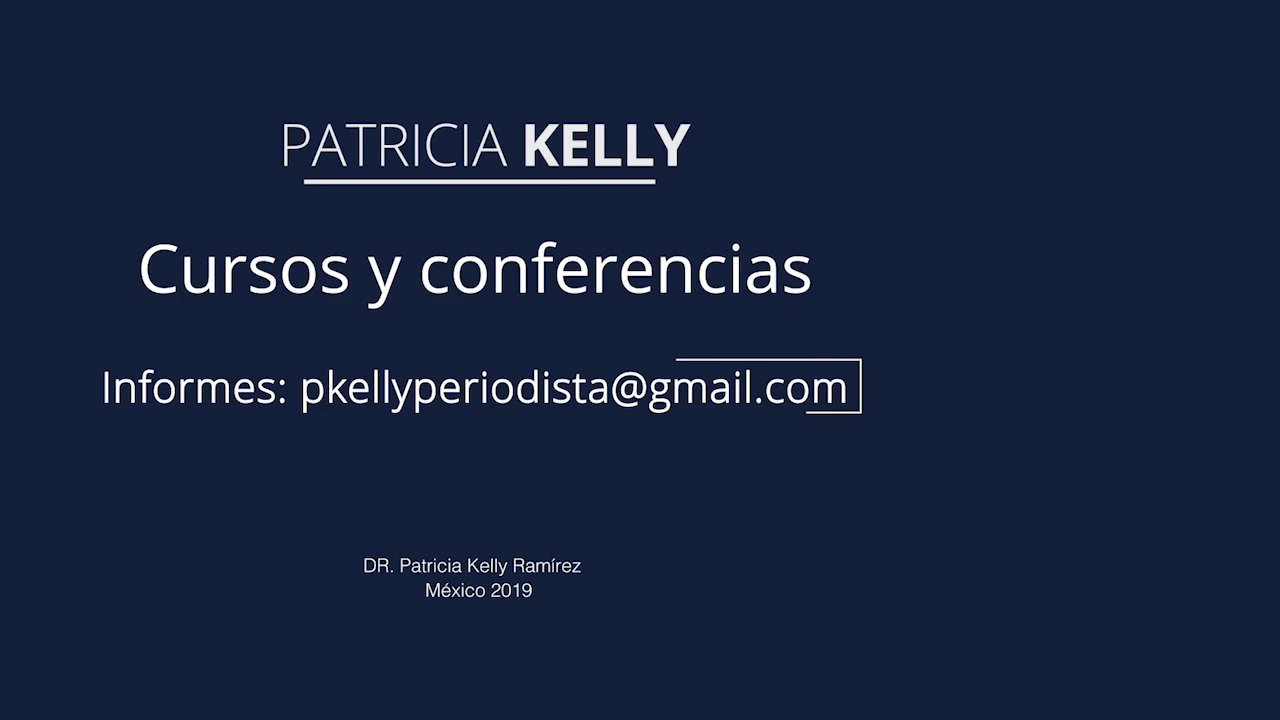 PATRICIA KELLY
Cursos y conferencias
Informes: pkellyperiodista@gmail.com
DR. Patricia Kelly Ramírez
México 2019